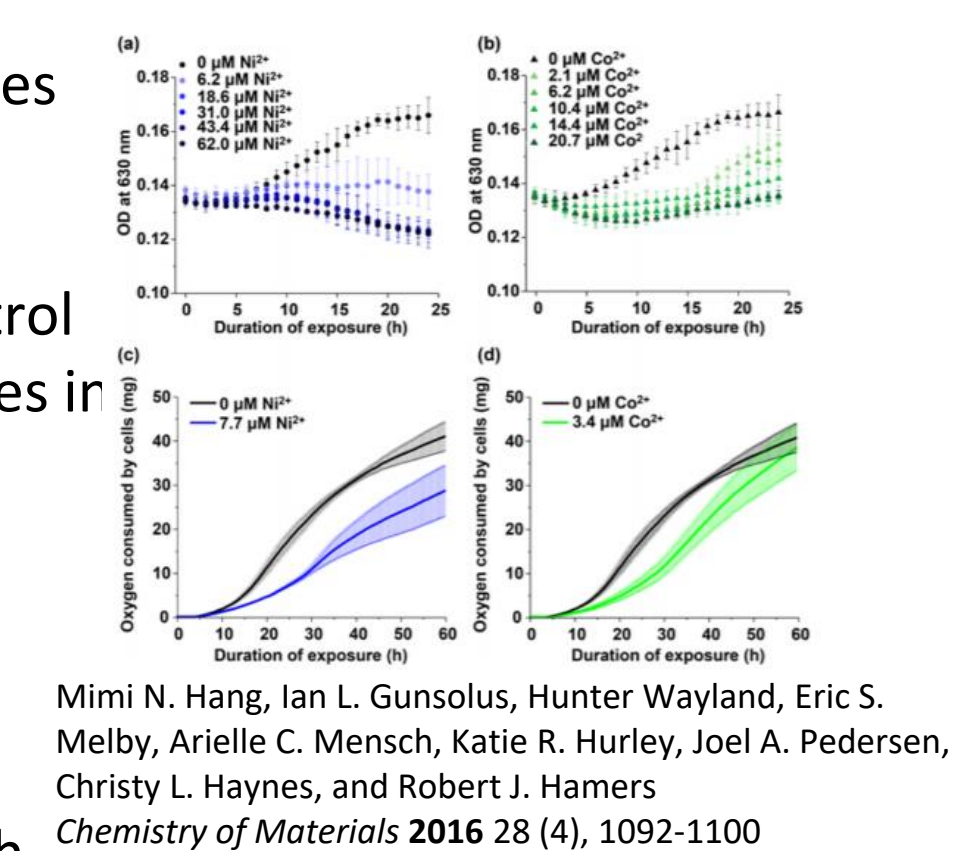 es
trol
es in
h
(a)
0 µM Ni²⁺
6.2 µM Ni²⁺
18.6 µM Ni²⁺
31.0 µM Ni²⁺
43.4 µM Ni²⁺
62.0 µM Ni²⁺
OD at 630 nm
0.18
0.16
0.14
0.12
0.10
0 5 10 15 20 25
Duration of exposure (h)
(b)
0 µM Co²⁺
2.1 µM Co²⁺
6.2 µM Co²⁺
10.4 µM Co²⁺
14.4 µM Co²⁺
20.7 µM Co²
OD at 630 nm
0.18
0.16
0.14
0.12
0.10
0 5 10 15 20 25
Duration of exposure (h)
(c)
0 µM Ni²⁺
7.7 µM Ni²⁺
Oxygen consumed by cells (mg)
50
40
30
20
10
0
0 10 20 30 40 50 60
Duration of exposure (h)
(d)
0 µM Co²⁺
3.4 µM Co²⁺
Oxygen consumed by cells (mg)
50
40
30
20
10
0
0 10 20 30 40 50 60
Duration of exposure (h)
Mimi N. Hang, Ian L. Gunsolus, Hunter Wayland, Eric S.
Melby, Arielle C. Mensch, Katie R. Hurley, Joel A. Pedersen,
Christy L. Haynes, and Robert J. Hamers
Chemistry of Materials 2016 28 (4), 1092-1100